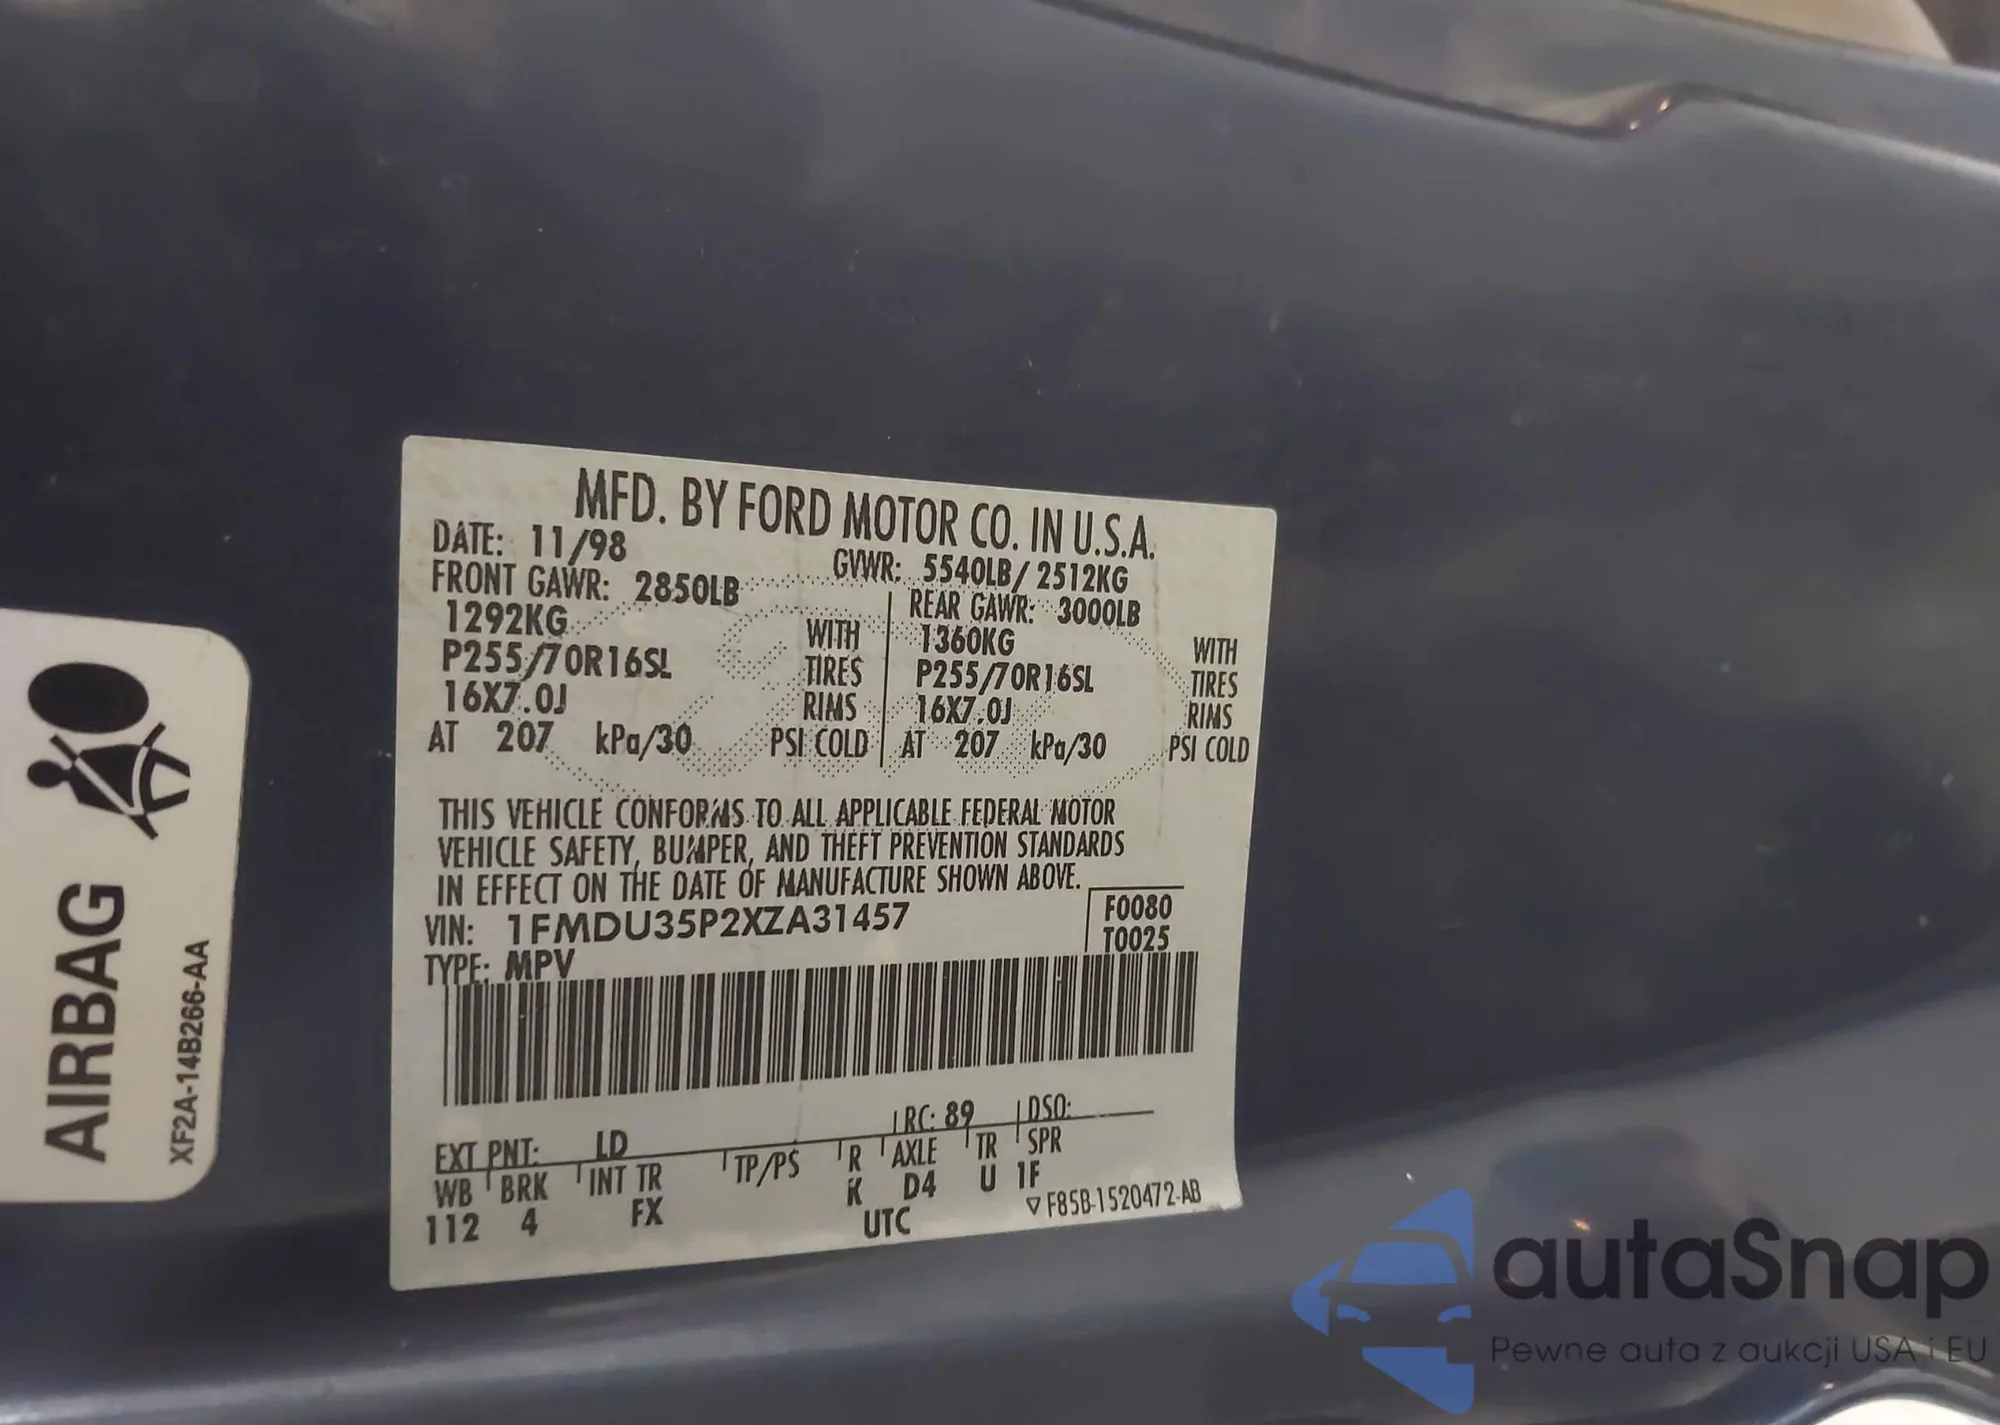 MFD. BY FORD MOTOR CO. IN U.S.A.
DATE: 11/98
GVWR: 5540LB/ 2512KG
FRONT GAWR: 2850LB
1292KG
P255/70R16SL
16X7.0J
AT 207 kPa/30
WITH
TIRES
RIMS
PSI COLD
REAR GAWR: 3000LB
1360KG
P255/70R16SL
16X7.0J
AT 207 kPa/30
WITH
TIRES
RIMS
PSI COLD
THIS VEHICLE CONFORMS TO ALL APPLICABLE FEDERAL MOTOR
VEHICLE SAFETY, BUMPER, AND THEFT PREVENTION STANDARDS
IN EFFECT ON THE DATE OF MANUFACTURE SHOWN ABOVE.
VIN: 1FMDU35P2XZA31457
F0080
T0025
TYPE: MPV
EXT PNT: LD RC: 89 DSO:
WB BRK INT TR TP/PS R AXLE TR SPR
112 4 FX K D4 U 1F
UTC
▽ F85B-1520472-AB
AIRBAG
XF2A-14B266-AA
autaSnap
Pewne auta z aukcji USA i EU